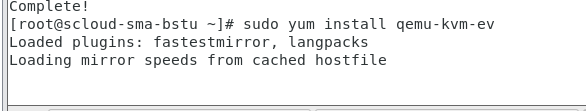 Complete!
[root@scloud-sma-bstu ~]# sudo yum install qemu-kvm-ev
Loaded plugins: fastestmirror, langpacks
Loading mirror speeds from cached hostfile